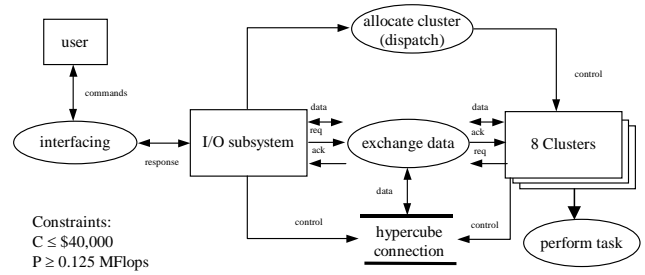 user
commands
interfacing
response
I/O subsystem
allocate cluster
(dispatch)
control
data
req
ack
exchange data
data
ack
req
8 Clusters
data
control
hypercube
connection
control
perform task
Constraints:
C ≤ $40,000
P ≥ 0.125 MFlops